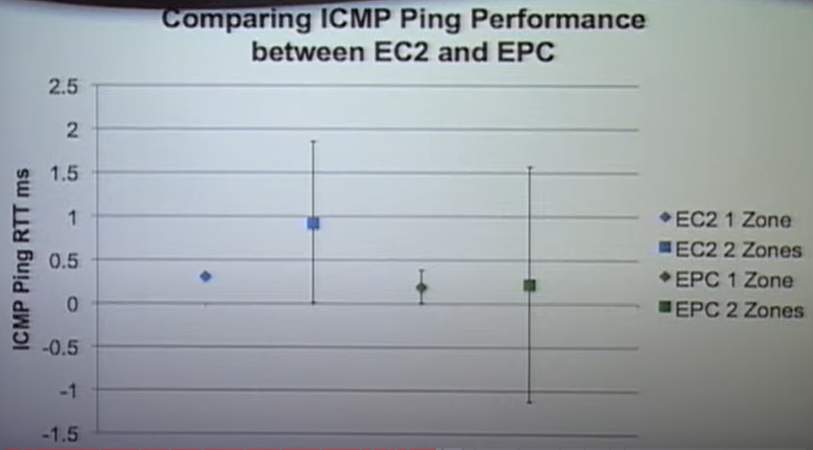 Comparing ICMP Ping Performance
between EC2 and EPC
ICMP Ping RTT ms
2.5
2
1.5
1
0.5
0
-0.5
-1
-1.5
EC2 1 Zone
EC2 2 Zones
EPC 1 Zone
EPC 2 Zones